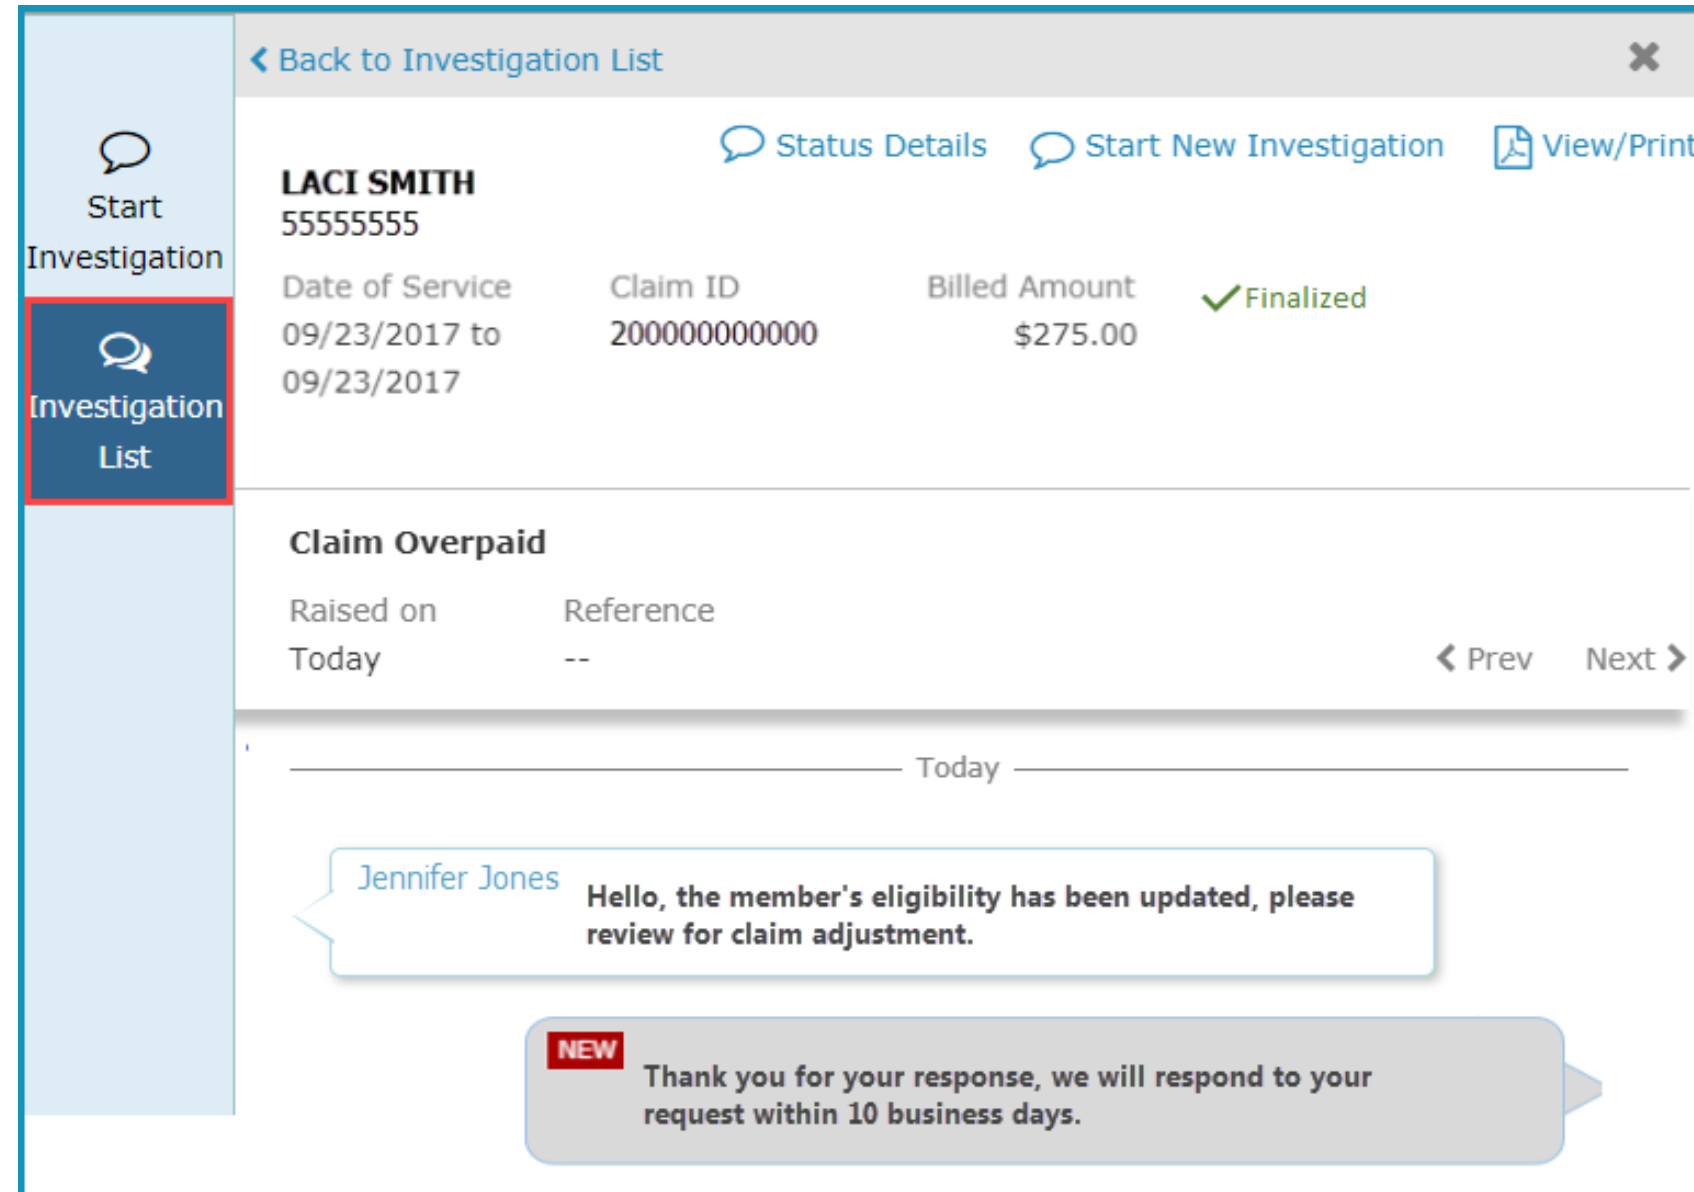 Back to Investigation List
Start
Investigation
Investigation
List
Status Details
Start New Investigation
View/Print
LACI SMITH
55555555
Date of Service
09/23/2017 to
09/23/2017
Claim ID
200000000000
Billed Amount
$275.00
Finalized
Claim Overpaid
Raised on
Today
Reference
--
Prev
Next
Today
Jennifer Jones
Hello, the member's eligibility has been updated, please
review for claim adjustment.
NEW
Thank you for your response, we will respond to your
request within 10 business days.